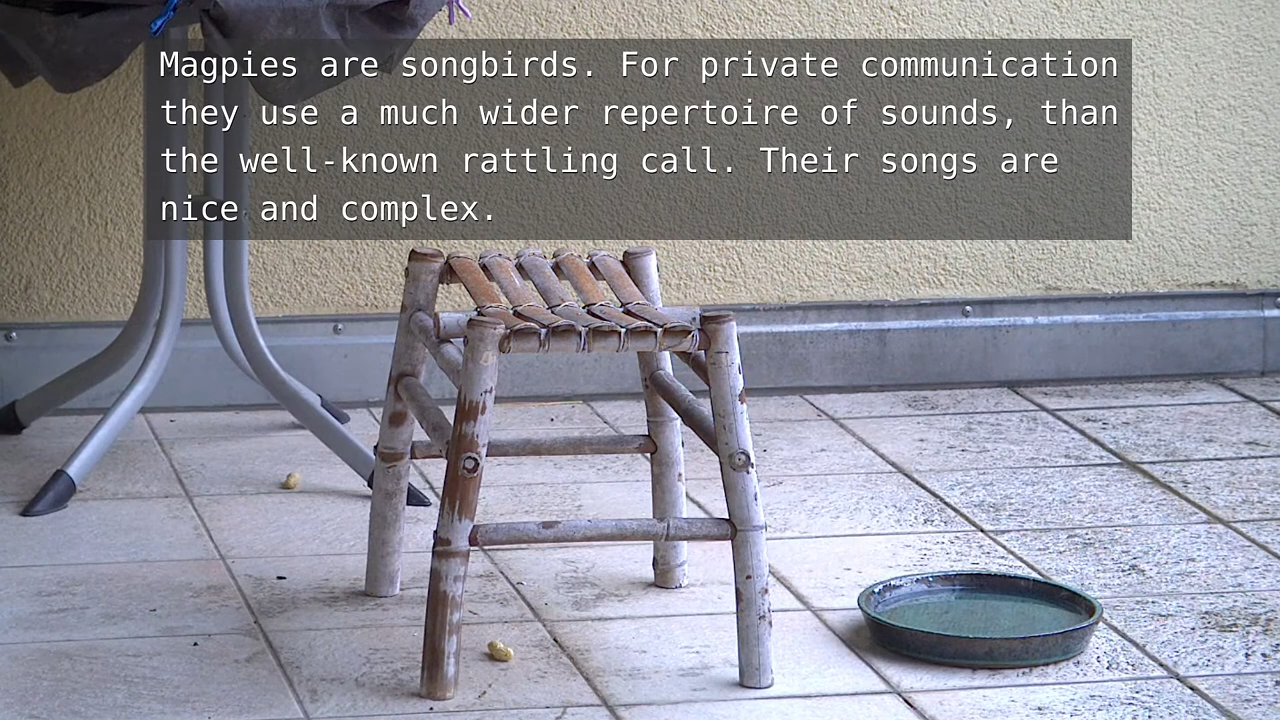 Magpies are songbirds. For private communication
they use a much wider repertoire of sounds, than
the well-known rattling call. Their songs are
nice and complex.